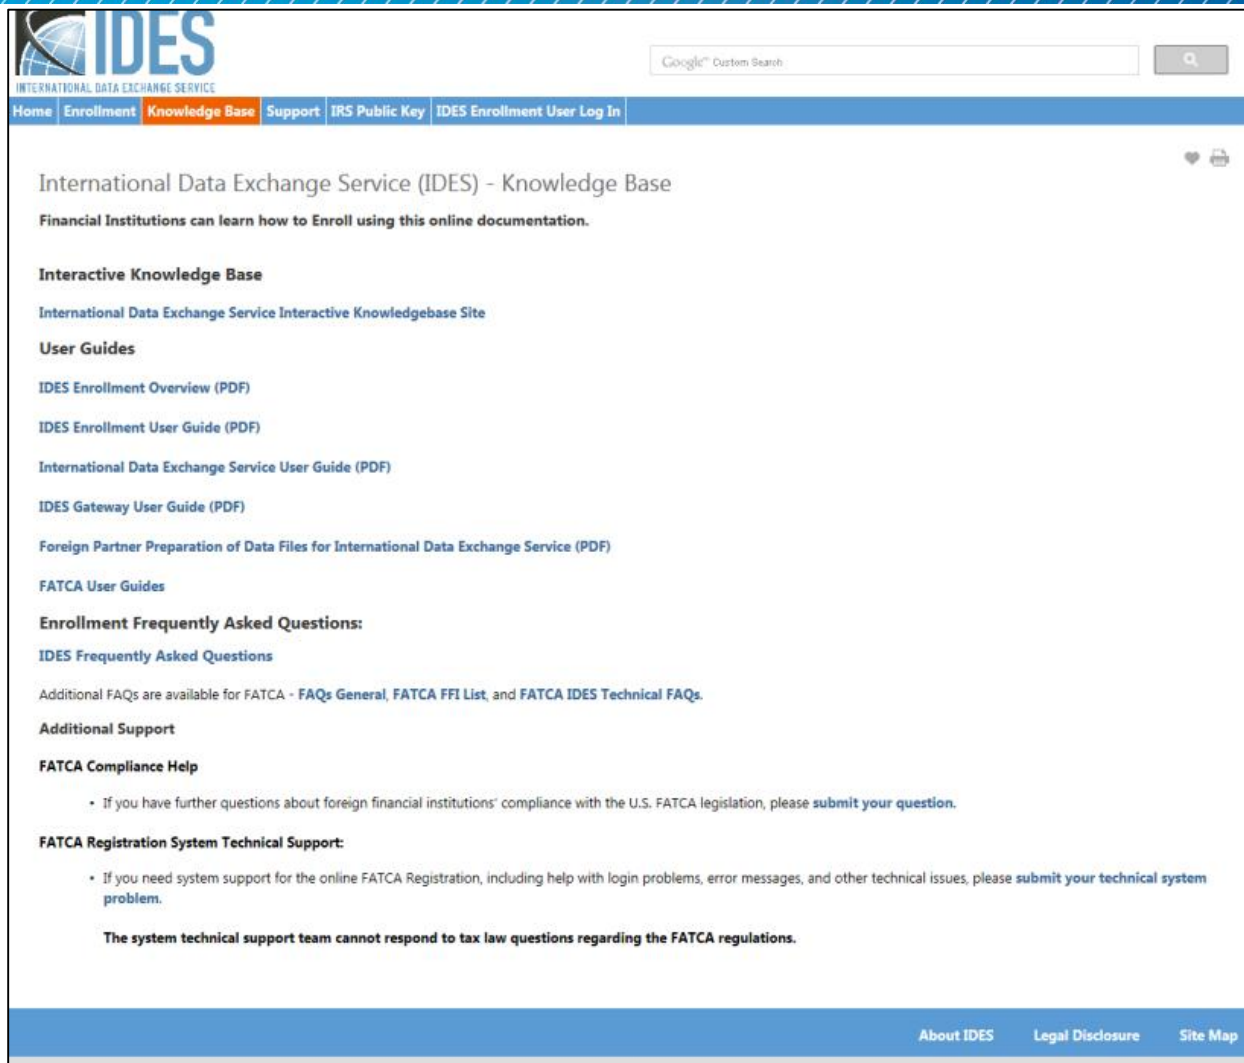 IDES
INTERNATIONAL DATA EXCHANGE SERVICE
Google™ Custom Search
Home Enrollment Knowledge Base Support IRS Public Key IDES Enrollment User Log In
International Data Exchange Service (IDES) - Knowledge Base
Financial Institutions can learn how to Enroll using this online documentation.
Interactive Knowledge Base
International Data Exchange Service Interactive Knowledgebase Site
User Guides
IDES Enrollment Overview (PDF)
IDES Enrollment User Guide (PDF)
International Data Exchange Service User Guide (PDF)
IDES Gateway User Guide (PDF)
Foreign Partner Preparation of Data Files for International Data Exchange Service (PDF)
FATCA User Guides
Enrollment Frequently Asked Questions:
IDES Frequently Asked Questions
Additional FAQs are available for FATCA - FAQs General, FATCA FFI List, and FATCA IDES Technical FAQs.
Additional Support
FATCA Compliance Help
• If you have further questions about foreign financial institutions' compliance with the U.S. FATCA legislation, please submit your question.
FATCA Registration System Technical Support:
• If you need system support for the online FATCA Registration, including help with login problems, error messages, and other technical issues, please submit your technical system
problem.
The system technical support team cannot respond to tax law questions regarding the FATCA regulations.
About IDES Legal Disclosure Site Map